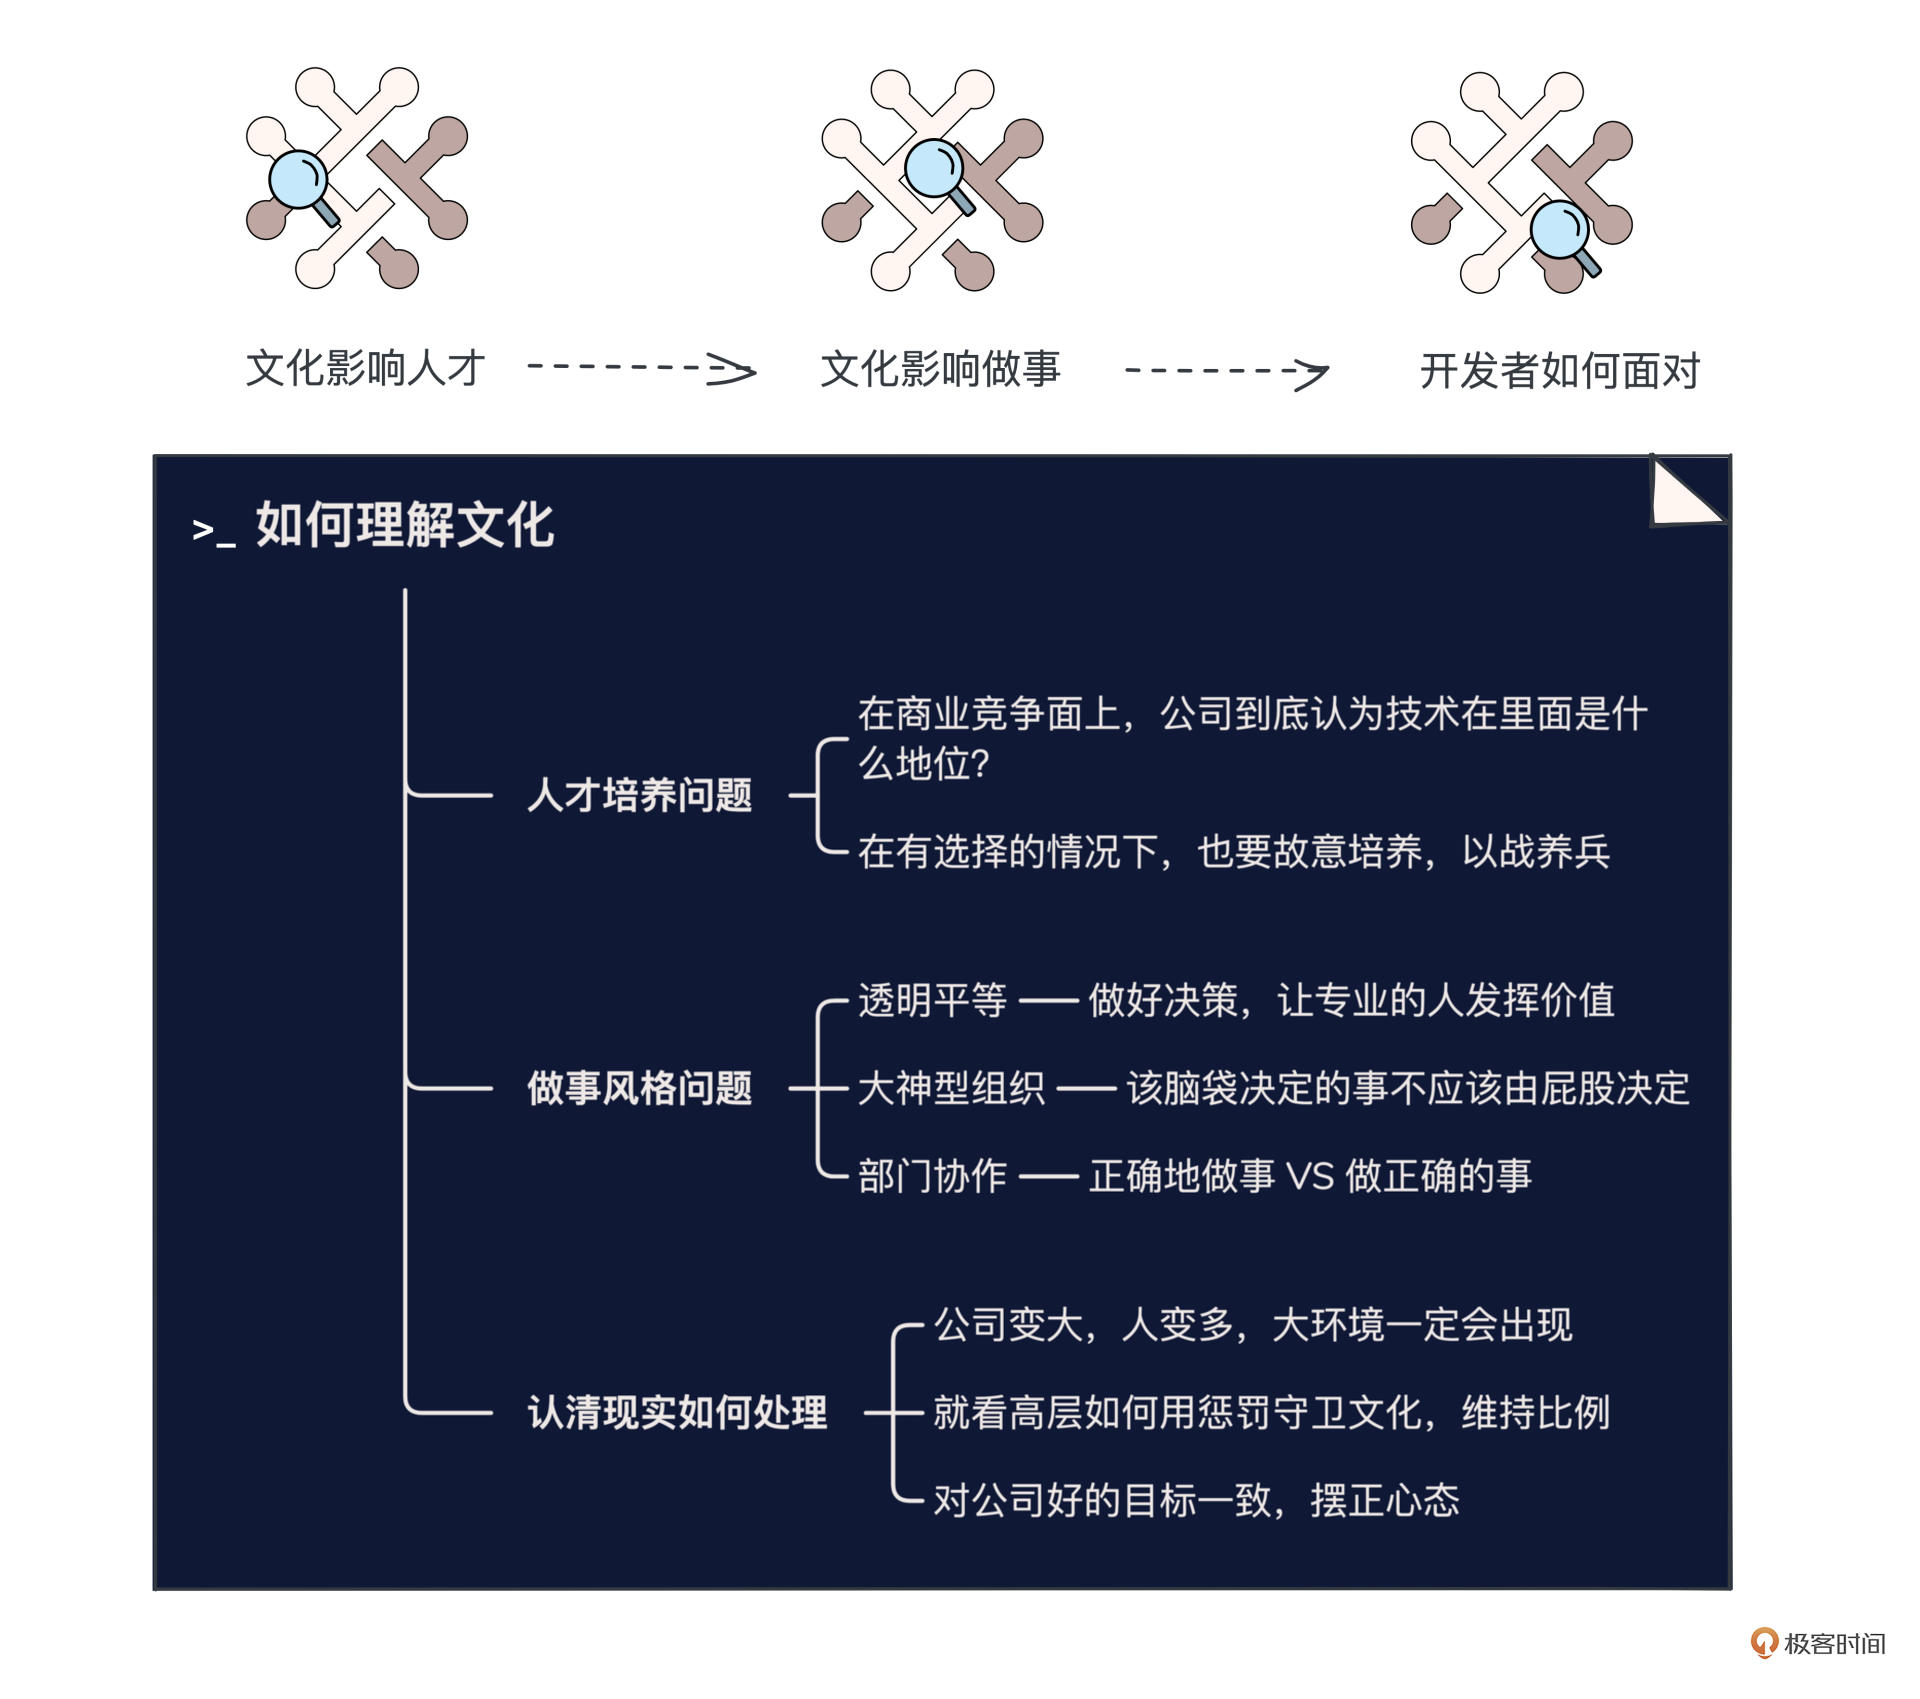 文化影响人才
文化影响做事
开发者如何面对
>_ 如何理解文化
人才培养问题
在商业竞争面上，公司到底认为技术在里面是什
么地位?
在有选择的情况下，也要故意培养，以战养兵
做事风格问题
透明平等 —— 做好决策，让专业的人发挥价值
大神型组织 —— 该脑袋决定的事不应该由屁股决定
部门协作 —— 正确地做事 VS 做正确的事
认清现实如何处理
公司变大，人变多，大环境一定会出现
就看高层如何用惩罚守卫文化，维持比例
对公司好的目标一致，摆正心态
极客时间